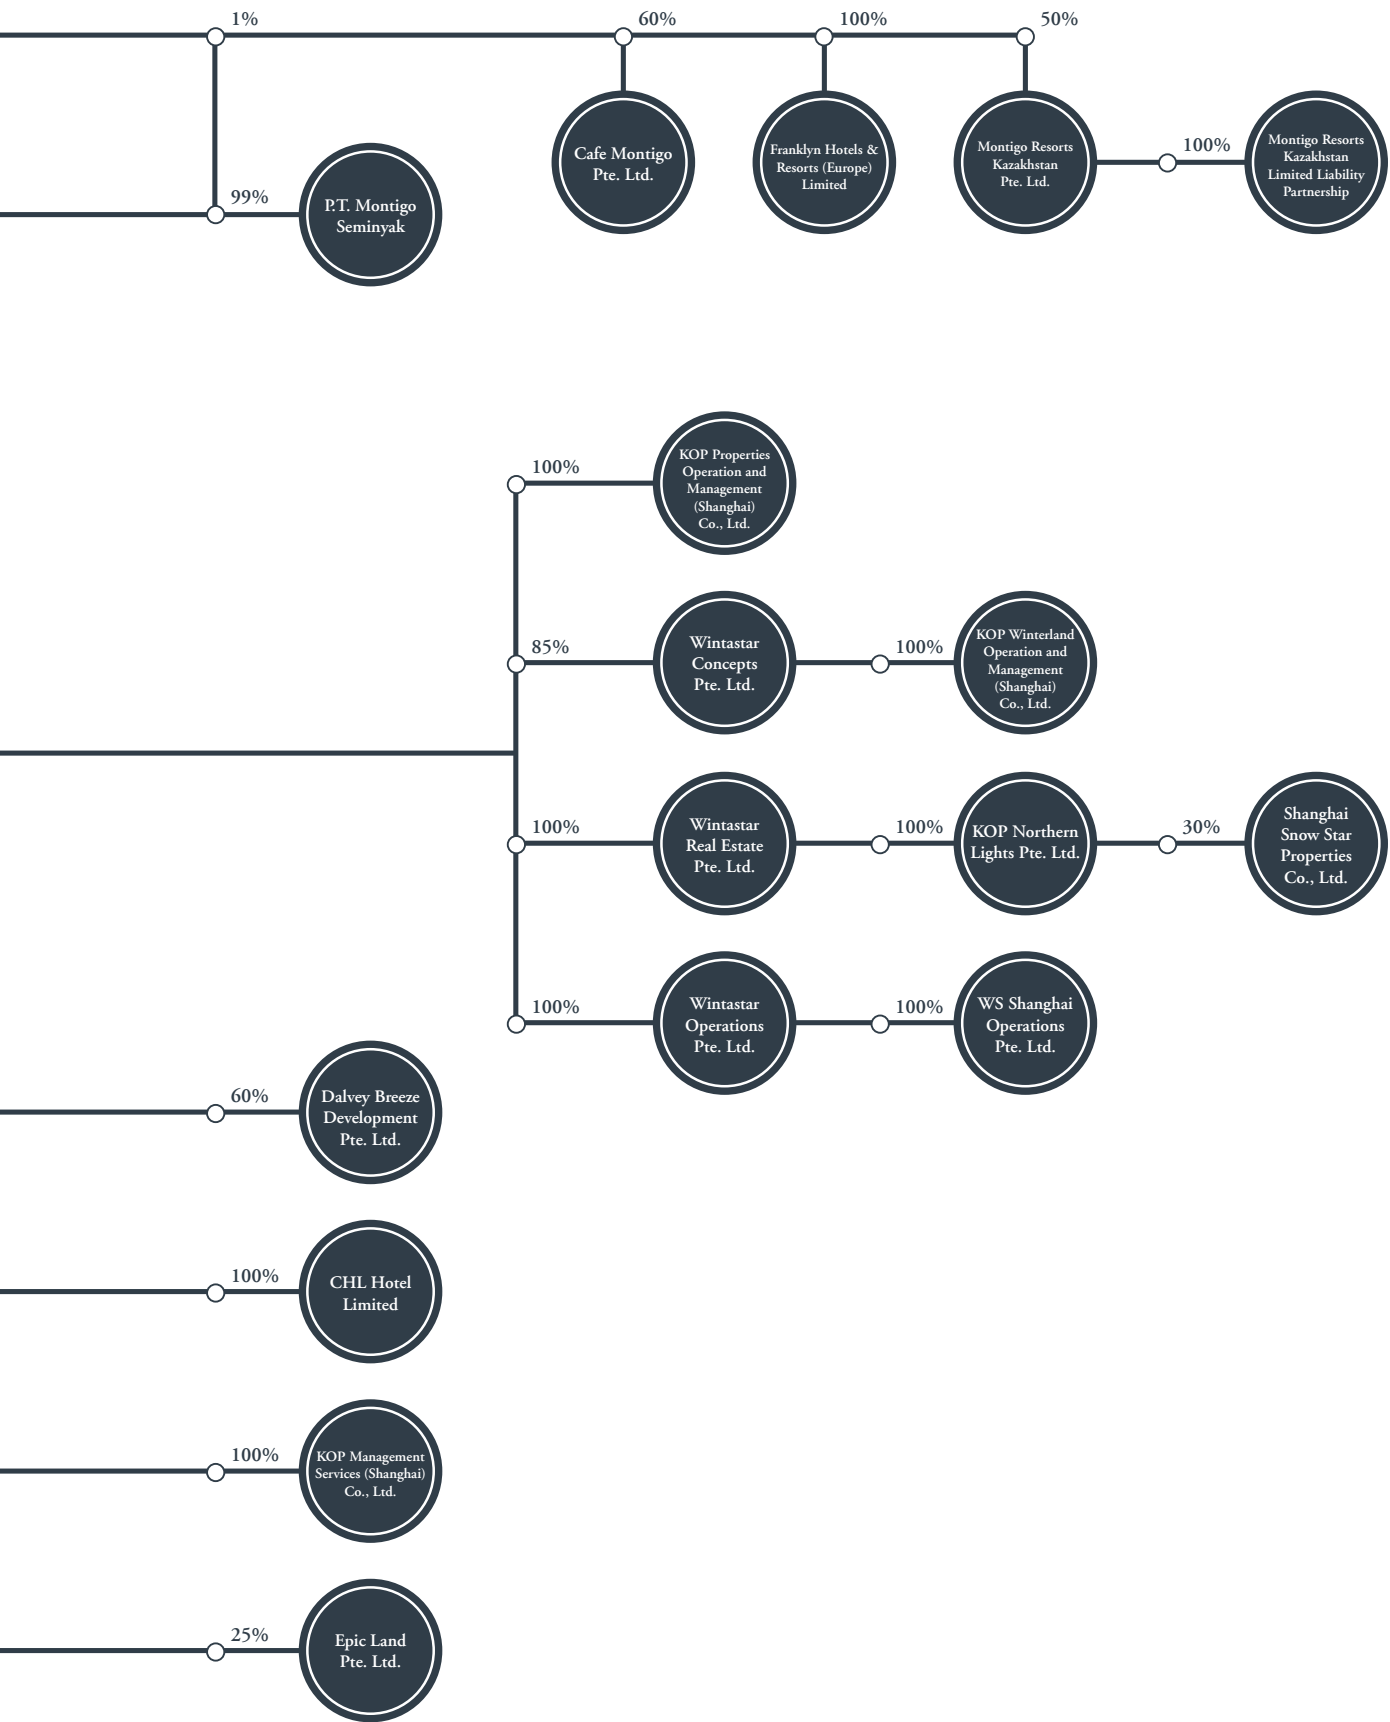 1%
60%
100%
50%
Cafe Montigo
Pte. Ltd.
Franklyn Hotels &
Resorts (Europe)
Limited
Montigo Resorts
Kazakhstan
Pte. Ltd.
100%
Montigo Resorts
Kazakhstan
Limited Liability
Partnership
99%
P.T. Montigo
Seminyak
100%
KOP Properties
Operation and
Management
(Shanghai)
Co., Ltd.
85%
Wintastar
Concepts
Pte. Ltd.
100%
KOP Winterland
Operation and
Management
(Shanghai)
Co., Ltd.
100%
Wintastar
Real Estate
Pte. Ltd.
100%
KOP Northern
Lights Pte. Ltd.
30%
Shanghai
Snow Star
Properties
Co., Ltd.
100%
Wintastar
Operations
Pte. Ltd.
100%
WS Shanghai
Operations
Pte. Ltd.
60%
Dalvey Breeze
Development
Pte. Ltd.
100%
CHL Hotel
Limited
100%
KOP Management
Services (Shanghai)
Co., Ltd.
25%
Epic Land
Pte. Ltd.